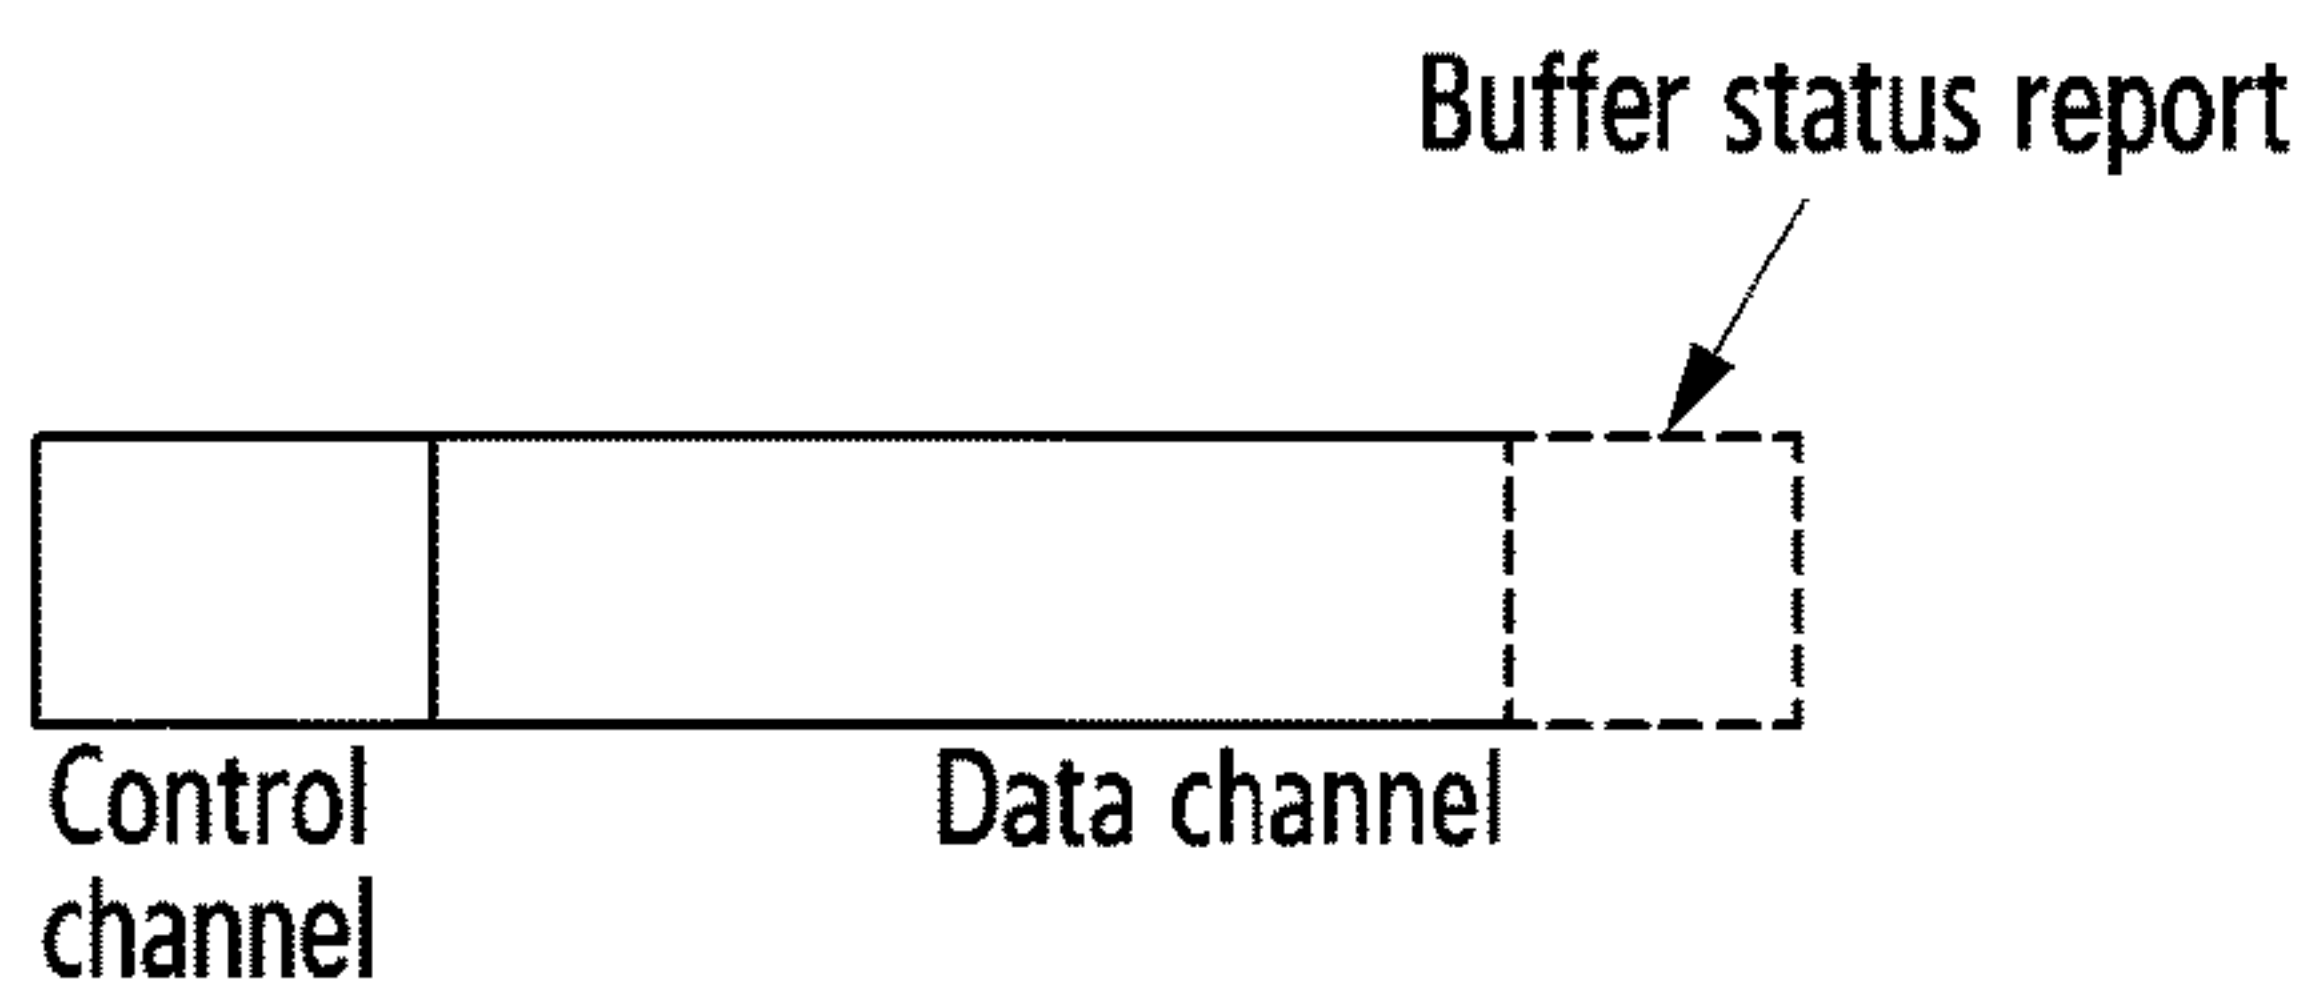 Buffer status report
Control
channel
Data channel